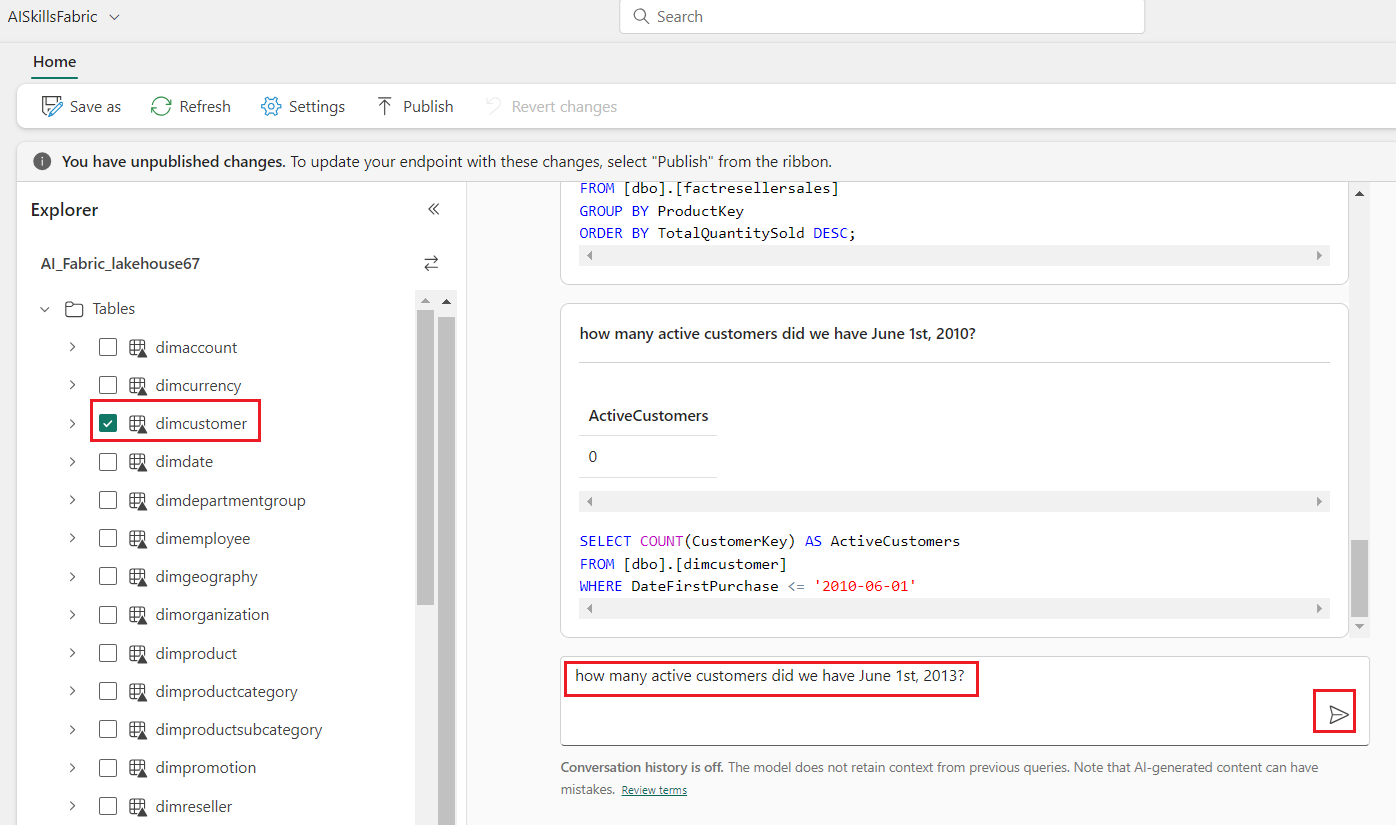 AISkillsFabric
Search
Home
Save as Refresh Settings Publish Revert changes
You have unpublished changes. To update your endpoint with these changes, select "Publish" from the ribbon.
Explorer
AI_Fabric_lakehouse67
Tables
dimaccount
dimcurrency
dimcustomer
dimdate
dimdepartmentgroup
dimemployee
dimgeography
dimorganization
dimproduct
dimproductcategory
dimproductsubcategory
dimpromotion
dimreseller
FROM [dbo].[factresellersales]
GROUP BY ProductKey
ORDER BY TotalQuantitySold DESC;
how many active customers did we have June 1st, 2010?
ActiveCustomers
0
SELECT COUNT(CustomerKey) AS ActiveCustomers
FROM [dbo].[dimcustomer]
WHERE DateFirstPurchase <= '2010-06-01'
how many active customers did we have June 1st, 2013?
Conversation history is off. The model does not retain context from previous queries. Note that AI-generated content can have
mistakes. Review terms